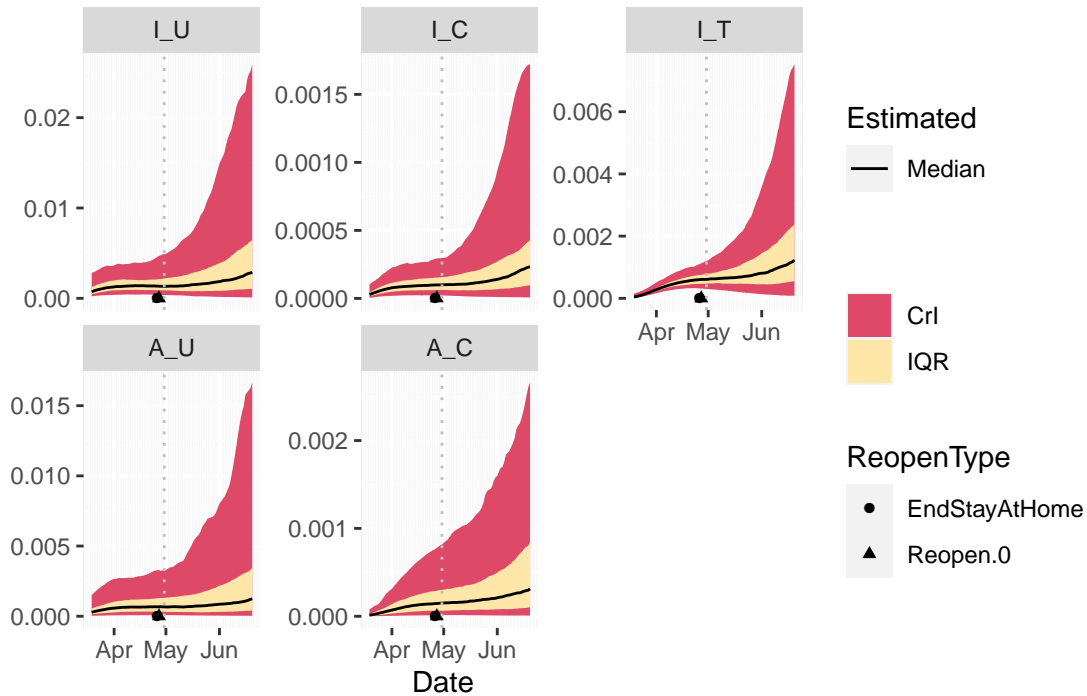 I_U
I_C
I_T
0.02
0.01
0.00
0.0015
0.0010
0.0005
0.0000
0.006
0.004
0.002
0.000
Apr May Jun
A_U
A_C
0.015
0.010
0.005
0.000
Apr May Jun
0.002
0.001
0.000
Apr May Jun
Date
Estimated
Median
CrI
IQR
ReopenType
EndStayAtHome
Reopen.0